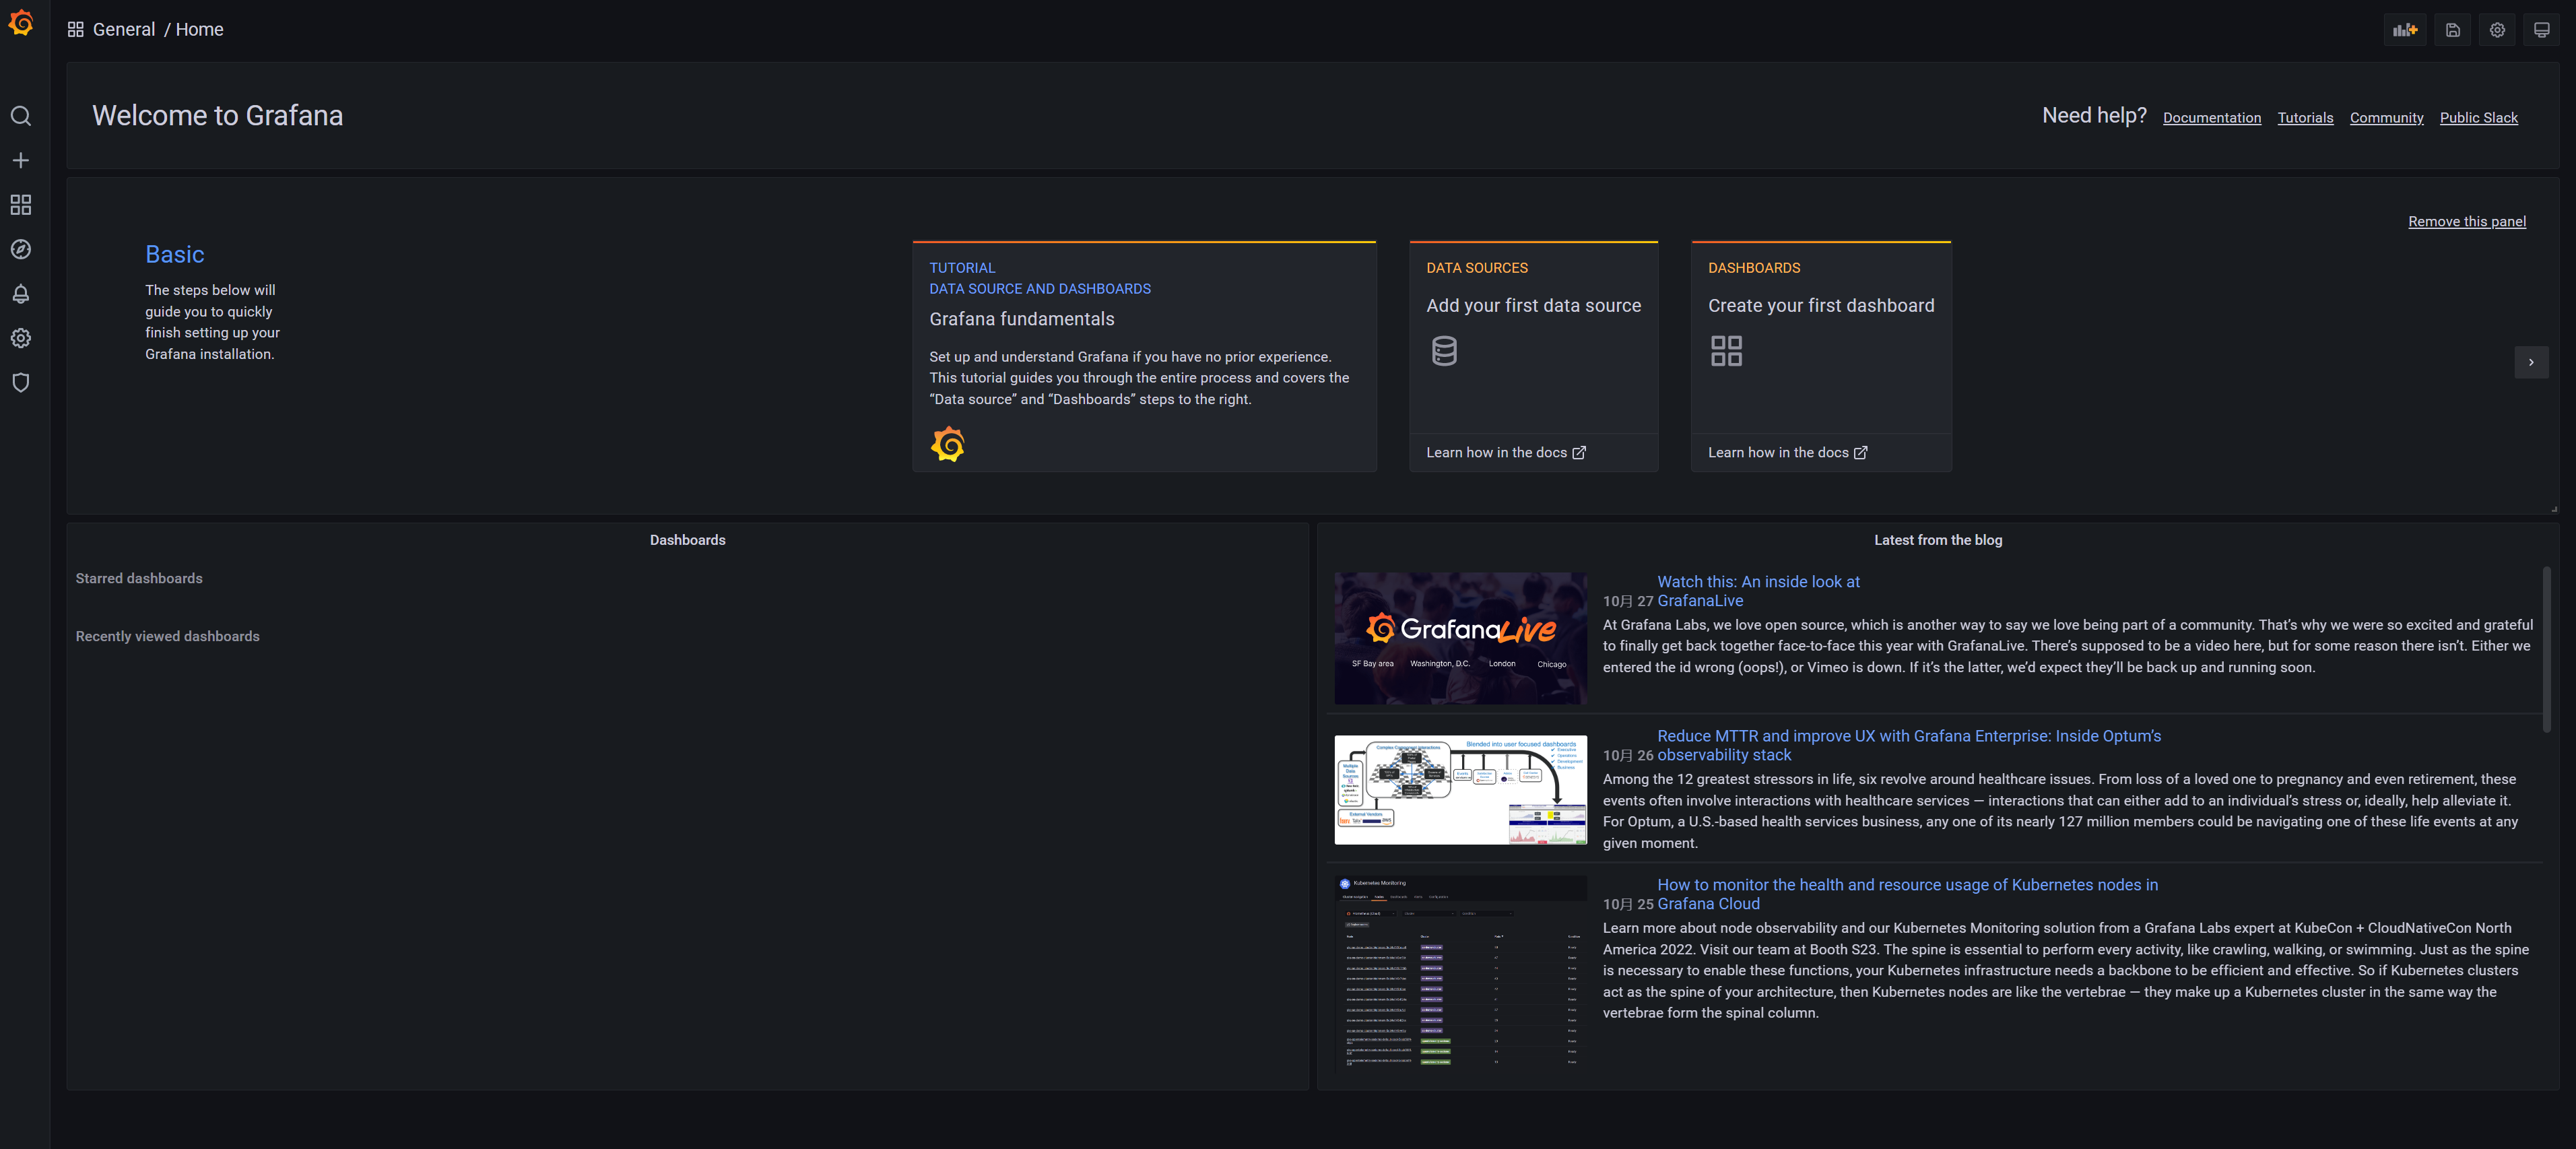 General / Home
Welcome to Grafana
Need help? Documentation Tutorials Community Public Slack
Remove this panel
Basic
The steps below will
guide you to quickly
finish setting up your
Grafana installation.
TUTORIAL
DATA SOURCE AND DASHBOARDS
Grafana fundamentals
Set up and understand Grafana if you have no prior experience.
This tutorial guides you through the entire process and covers the
“Data source” and “Dashboards” steps to the right.
DATA SOURCES
Add your first data source
Learn how in the docs
DASHBOARDS
Create your first dashboard
Learn how in the docs
Dashboards
Starred dashboards
Recently viewed dashboards
Latest from the blog
GrafanaLive
SF Bay area Washington, D.C. London Chicago
Watch this: An inside look at
10月 27 GrafanaLive
At Grafana Labs, we love open source, which is another way to say we love being part of a community. That’s why we were so excited and grateful
to finally get back together face-to-face this year with GrafanaLive. There’s supposed to be a video here, but for some reason there isn’t. Either we
entered the id wrong (oops!), or Vimeo is down. If it’s the latter, we’d expect they’ll be back up and running soon.
Complex Component Interactions
Blended into user focused dashboards
Executive
Operations
Development
Business
Multiple
Data
Sources
External Vendors
Reduce MTTR and improve UX with Grafana Enterprise: Inside Optum’s
10月 26 observability stack
Among the 12 greatest stressors in life, six revolve around healthcare issues. From loss of a loved one to pregnancy and even retirement, these
events often involve interactions with healthcare services — interactions that can either add to an individual’s stress or, ideally, help alleviate it.
For Optum, a U.S.-based health services business, any one of its nearly 127 million members could be navigating one of these life events at any
given moment.
Kubernetes Monitoring
How to monitor the health and resource usage of Kubernetes nodes in
10月 25 Grafana Cloud
Learn more about node observability and our Kubernetes Monitoring solution from a Grafana Labs expert at KubeCon + CloudNativeCon North
America 2022. Visit our team at Booth S23. The spine is essential to perform every activity, like crawling, walking, or swimming. Just as the spine
is necessary to enable these functions, your Kubernetes infrastructure needs a backbone to be efficient and effective. So if Kubernetes clusters
act as the spine of your architecture, then Kubernetes nodes are like the vertebrae — they make up a Kubernetes cluster in the same way the
vertebrae form the spinal column.